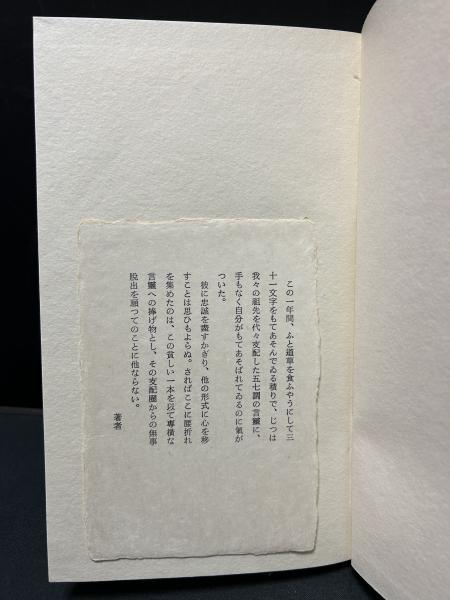 この一年間、ふと道草を食ふやうにして三
十一文字をもてあそんでゐる積りで、じつは
我々の祖先を代々支配した五七調の言靈に、
手もなく自分がもてあそばれてゐるのに氣が
ついた。
彼に忠誠を盡すかぎり、他の形式に心を移
すことは思ひもよらぬ。さればここに腰折れ
を集めたのは、この貧しい一本を以て専横な
言靈への捧げ物とし、その支配圈からの無事
脱出を願つてのことに他ならない。
著者